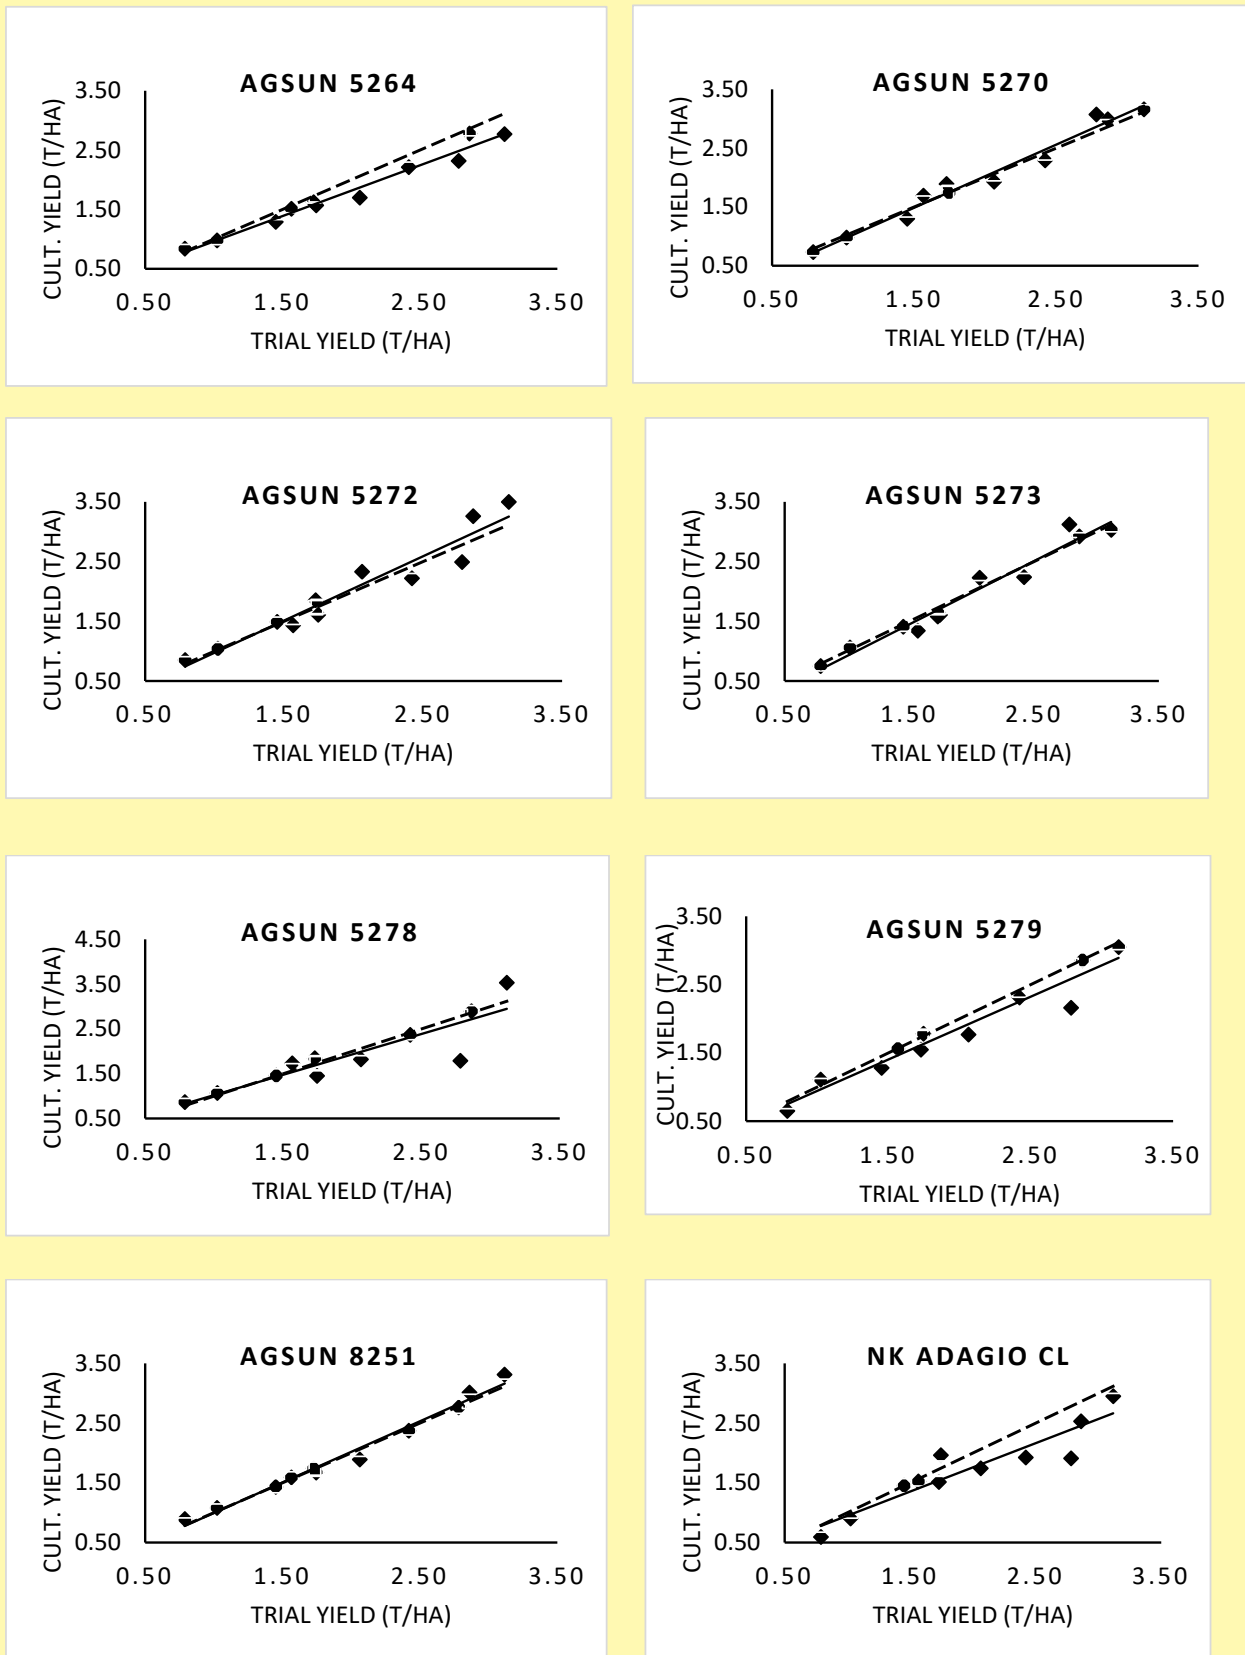 AGSUN 5264
CULT. YIELD (T/HA)
3.50
2.50
1.50
0.50
0.50 1.50 2.50 3.50
TRIAL YIELD (T/HA)
AGSUN 5270
CULT. YIELD (T/HA)
3.50
2.50
1.50
0.50
0.50 1.50 2.50 3.50
TRIAL YIELD (T/HA)
AGSUN 5272
CULT. YIELD (T/HA)
3.50
2.50
1.50
0.50
0.50 1.50 2.50 3.50
TRIAL YIELD (T/HA)
AGSUN 5273
CULT. YIELD (T/HA)
3.50
2.50
1.50
0.50
0.50 1.50 2.50 3.50
TRIAL YIELD (T/HA)
AGSUN 5278
CULT. YIELD (T/HA)
4.50
3.50
2.50
1.50
0.50
0.50 1.50 2.50 3.50
TRIAL YIELD (T/HA)
AGSUN 5279
CULT. YIELD (T/HA)
3.50
2.50
1.50
0.50
0.50 1.50 2.50 3.50
TRIAL YIELD (T/HA)
AGSUN 8251
CULT. YIELD (T/HA)
3.50
2.50
1.50
0.50
0.50 1.50 2.50 3.50
TRIAL YIELD (T/HA)
NK ADAGIO CL
CULT. YIELD (T/HA)
3.50
2.50
1.50
0.50
0.50 1.50 2.50 3.50
TRIAL YIELD (T/HA)